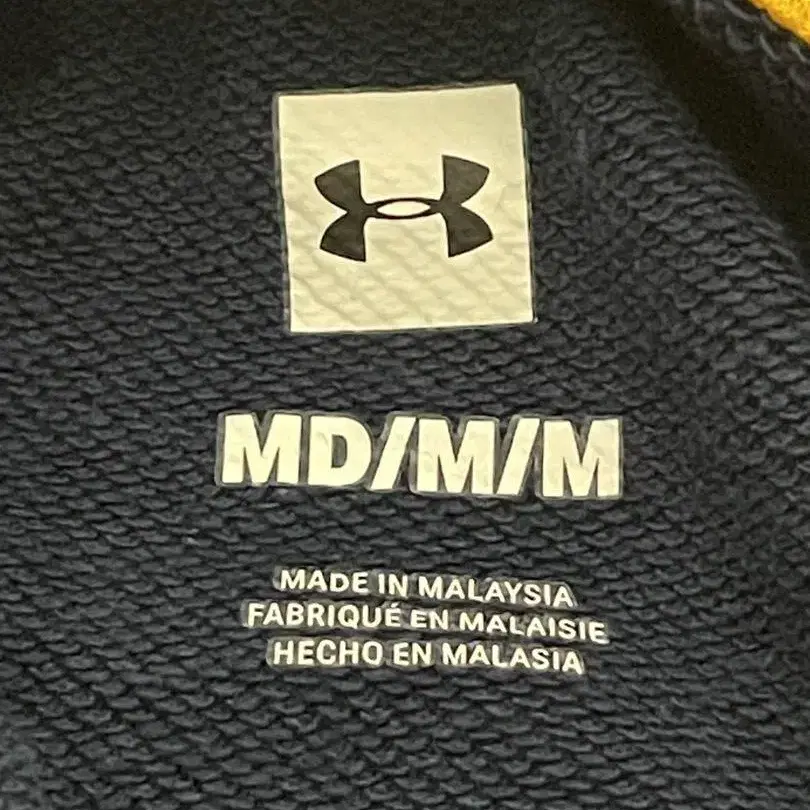 MD/M/M
MADE IN MALAYSIA
FABRIQUÉ EN MALAISIE
HECHO EN MALASIA